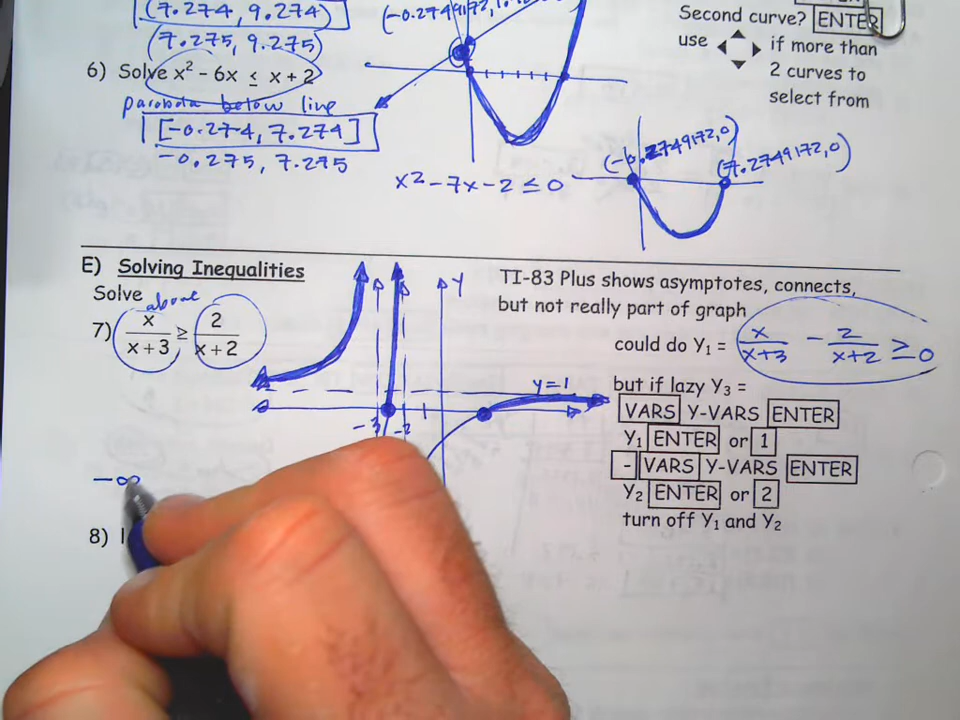 (7.274, 9.274)
(7.275, 9.275)
6) Solve x² - 6x ≤ x + 2
parabola below line
[-0.274, 7.274]
-0.275, 7.275
Second curve? ENTER
use if more than
2 curves to
select from
(-0.2749172,0)
(7.2749172,0)
x² - 7x - 2 ≤ 0
E) Solving Inequalities
Solve above
7) x/(x+3) ≥ 2/(x+2)
Y
y=1
-3 -2 1
-∞
8)
TI-83 Plus shows asymptotes, connects,
but not really part of graph
could do Y₁ = x/(x+3) - 2/(x+2) ≥ 0
but if lazy Y₃ =
VARS Y-VARS ENTER
Y₁ ENTER or 1
- VARS Y-VARS ENTER
Y₂ ENTER or 2
turn off Y₁ and Y₂